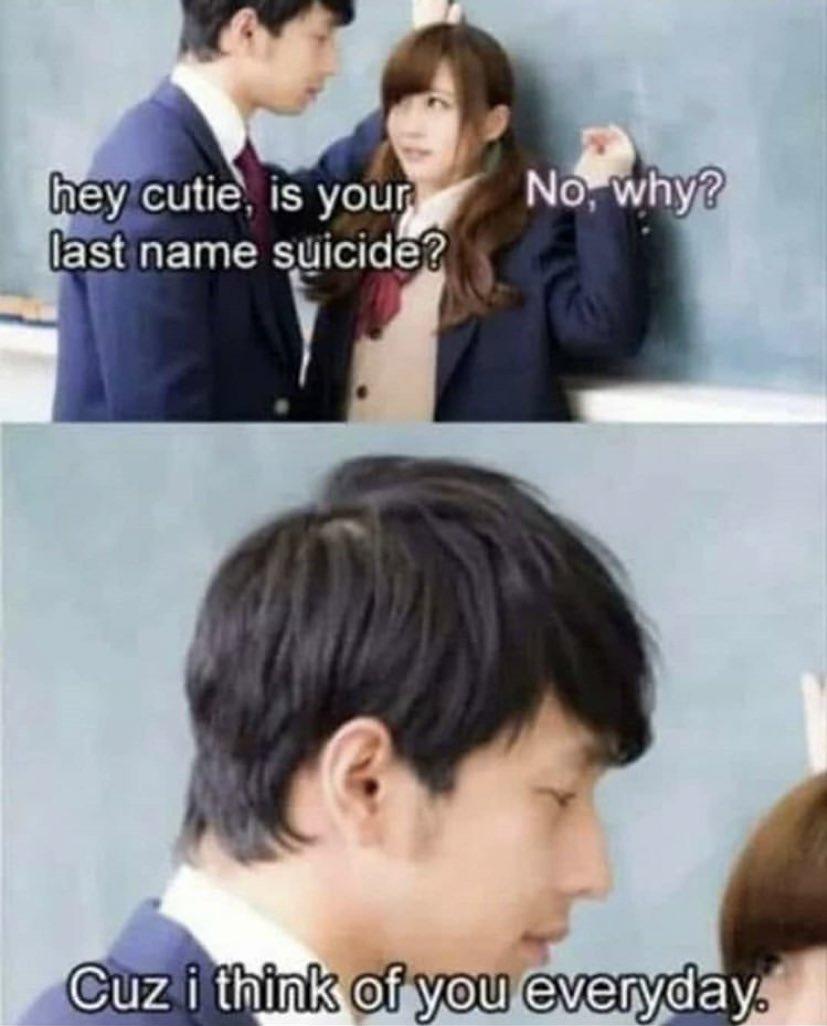 hey cutie, is your
last name suicide?
No, why?
Cuz i think of you everyday.